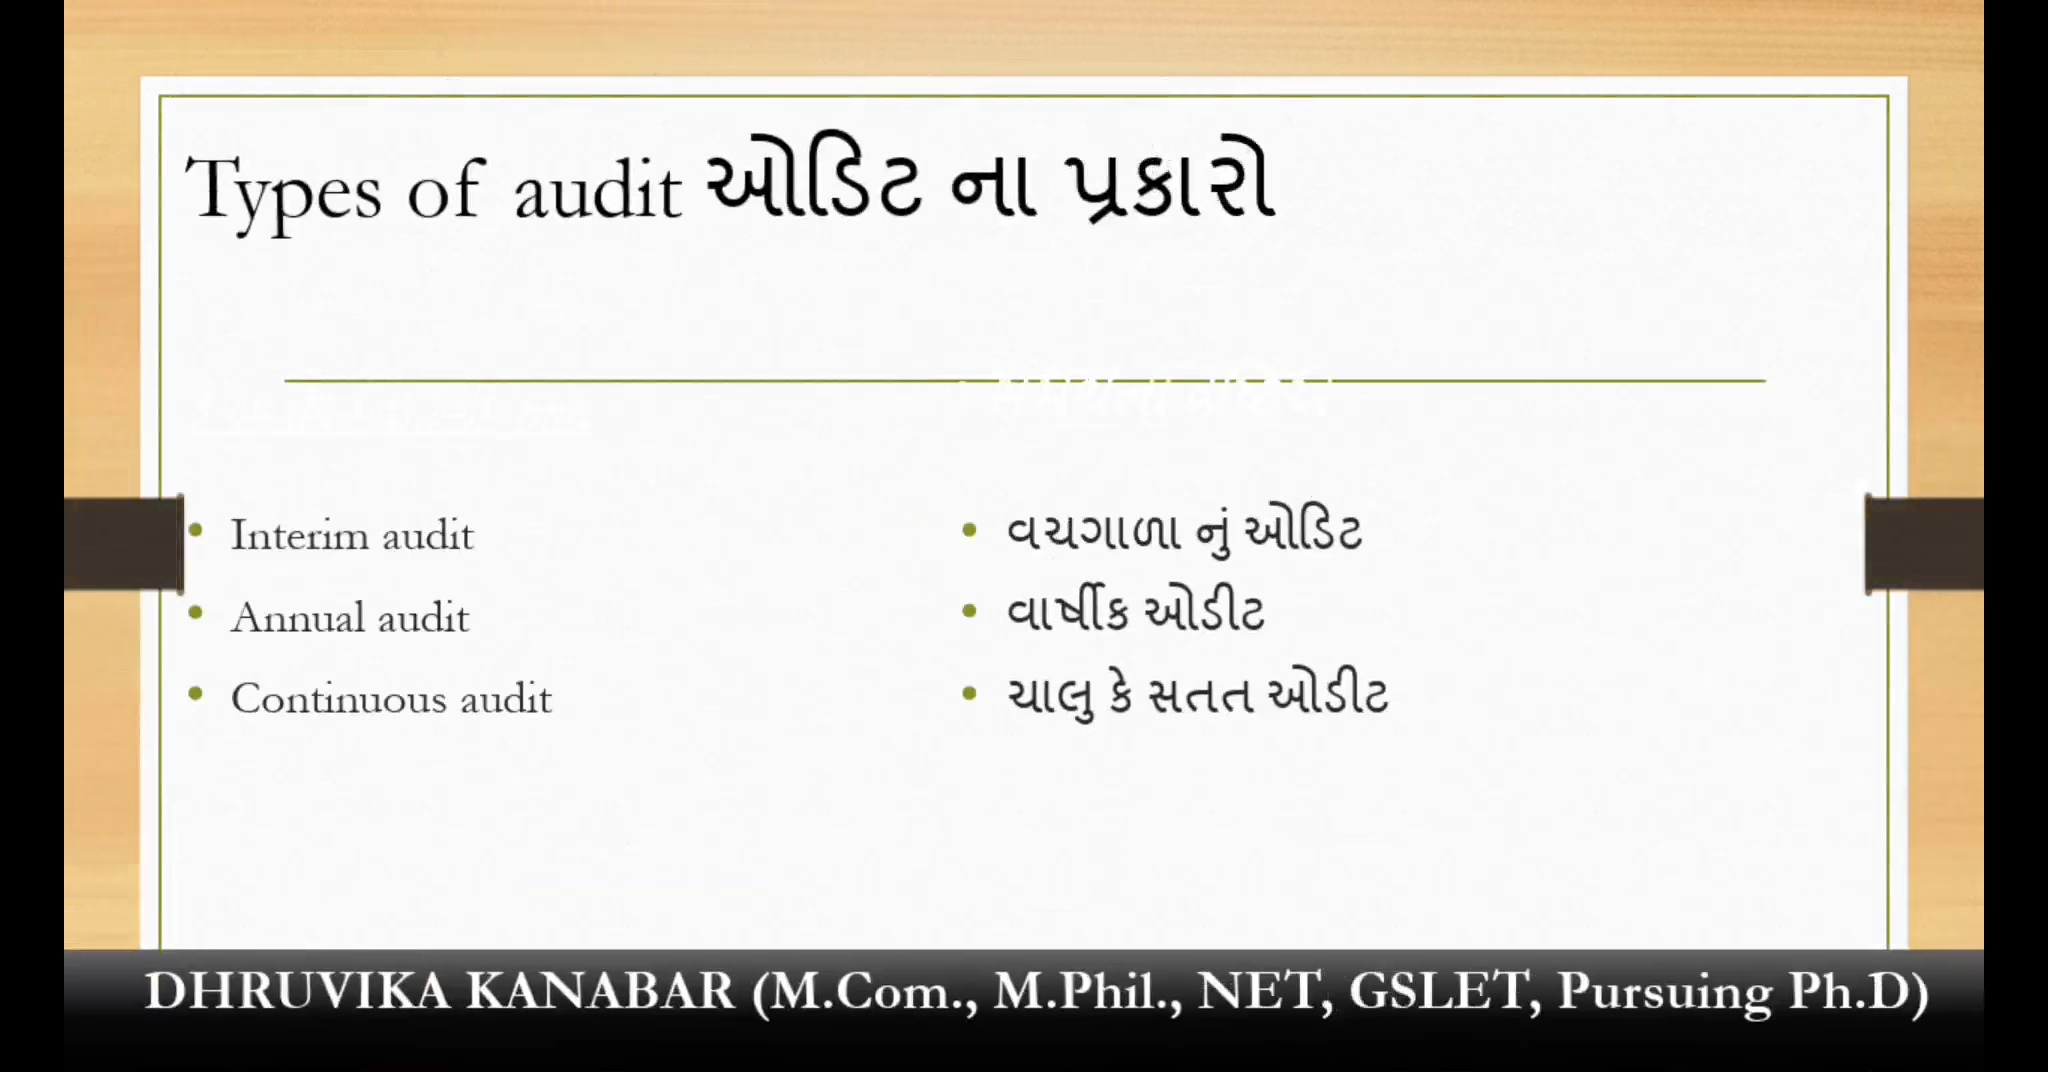 Types of audit ઓડિટ ના પ્રકારો
• Interim audit
• Annual audit
• Continuous audit
• વચગાળા નું ઓડિટ
• વાર્ષીક ઓડીટ
• ચાલુ કે સતત ઓડીટ
DHRUVIKA KANABAR (M.Com., M.Phil., NET, GSLET, Pursuing Ph.D)